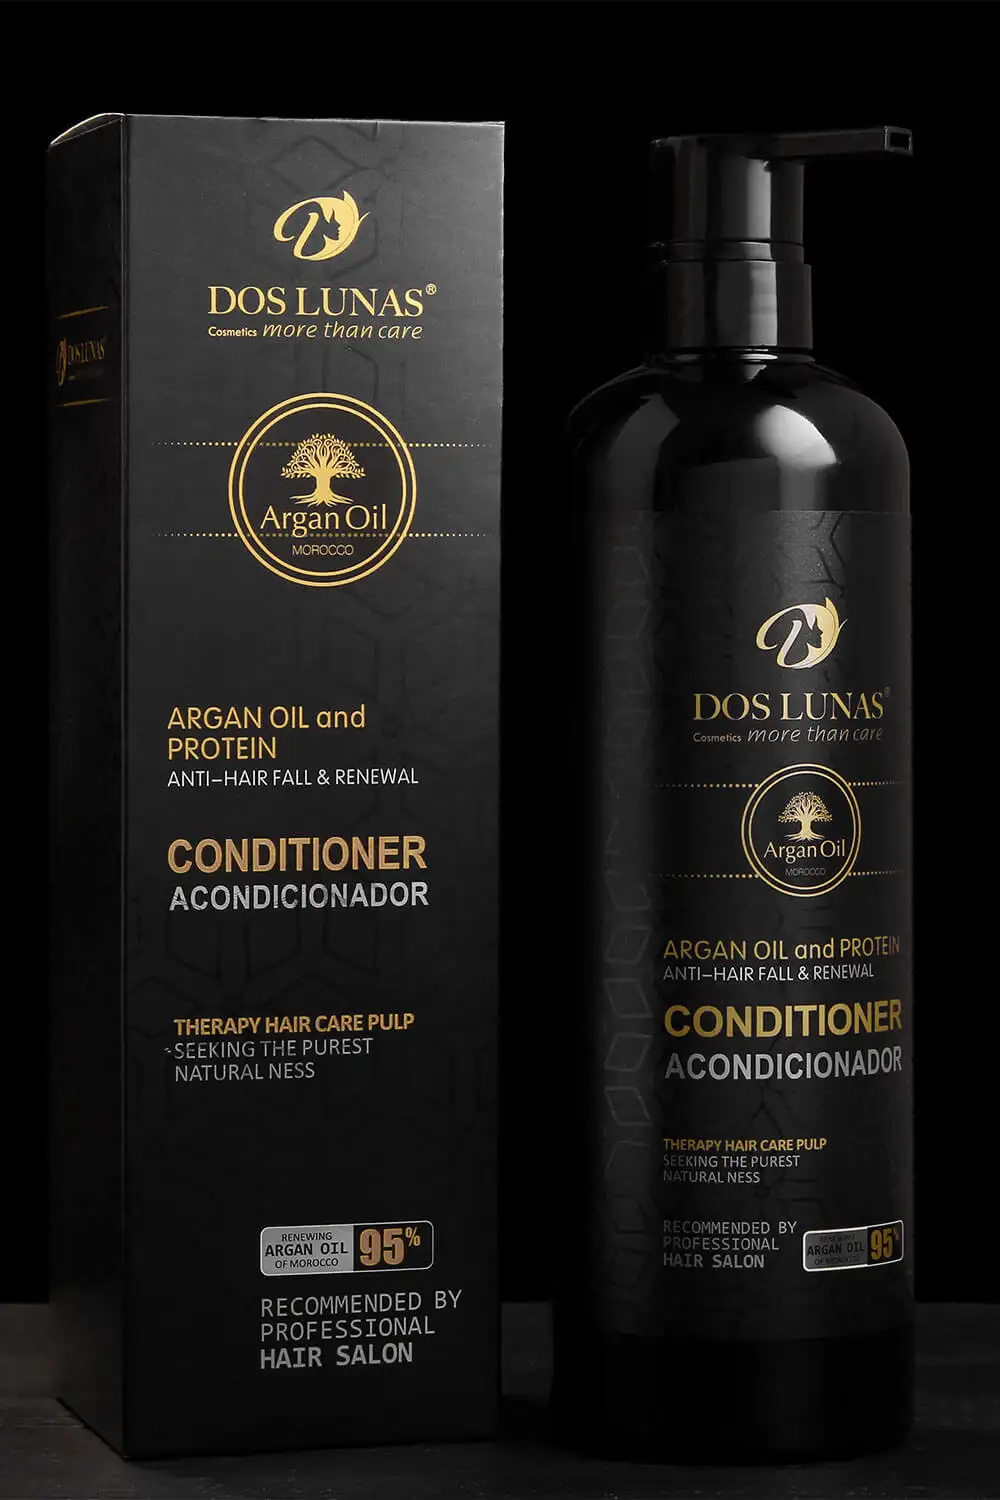 DOS LUNAS®
Cosmetics more than care
DOS LUNAS
Argan Oil
MOROCCO
ARGAN OIL and
PROTEIN
ANTI-HAIR FALL & RENEWAL
CONDITIONER
ACONDICIONADOR
THERAPY HAIR CARE PULP
-SEEKING THE PUREST
NATURAL NESS
RENEWING
ARGAN OIL
OF MOROCCO
95%
RECOMMENDED BY
PROFESSIONAL
HAIR SALON
DOS LUNAS®
Cosmetics more than care
Argan Oil
MOROCCO
ARGAN OIL and PROTEIN
ANTI-HAIR FALL & RENEWAL
CONDITIONER
ACONDICIONADOR
THERAPY HAIR CARE PULP
SEEKING THE PUREST
NATURAL NESS
RECOMMENDED BY
PROFESSIONAL
HAIR SALON
RENEWING
ARGAN OIL
OF MOROCCO
95%